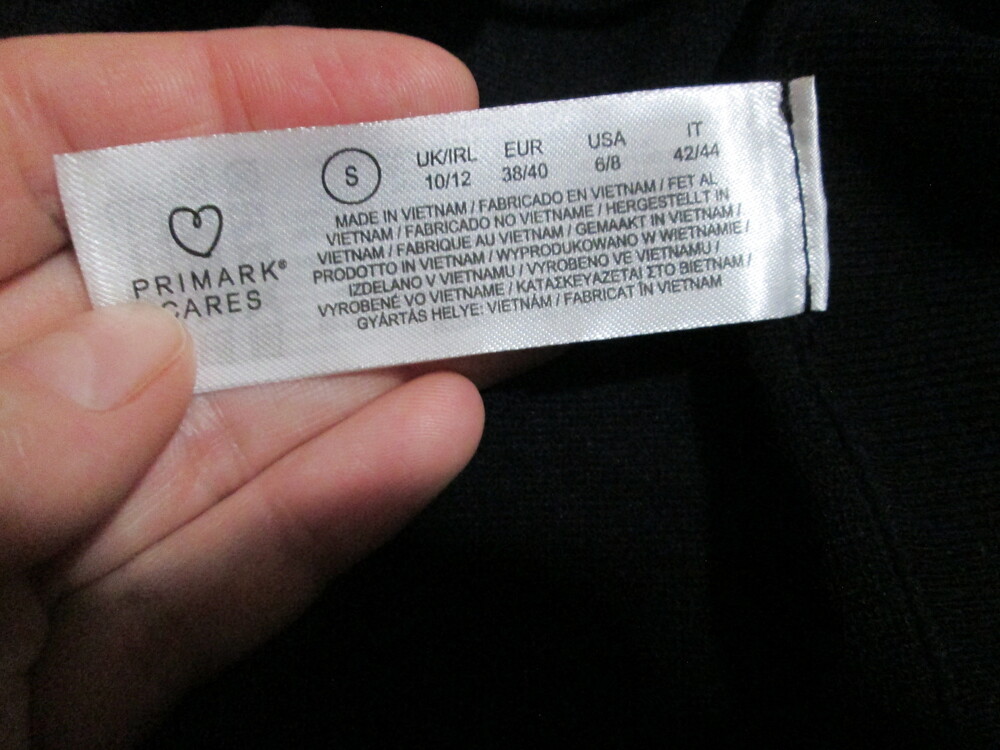 S
UK/IRL EUR USA IT
10/12 38/40 6/8 42/44
MADE IN VIETNAM / FABRICADO EN VIETNAM / FET AL
VIETNAM / FABRICADO NO VIETNAME / HERGESTELLT IN
VIETNAM / FABRIQUE AU VIETNAM / GEMAAKT IN VIETNAM /
PRODOTTO IN VIETNAM / WYPRODUKOWANO W WIETNAMIE /
IZDELANO V VIETNAMU / VYROBENO VE VIETNAMU /
VYROBENÉ VO VIETNAME / ΚΑΤΑΣΚΕΥΑΖΕΤΑΙ ΣΤΟ ΒΙΕΤΝΑΜ /
GYÁRTÁS HELYE: VIETNÁM / FABRICAT ÎN VIETNAM
PRIMARK®
CARES